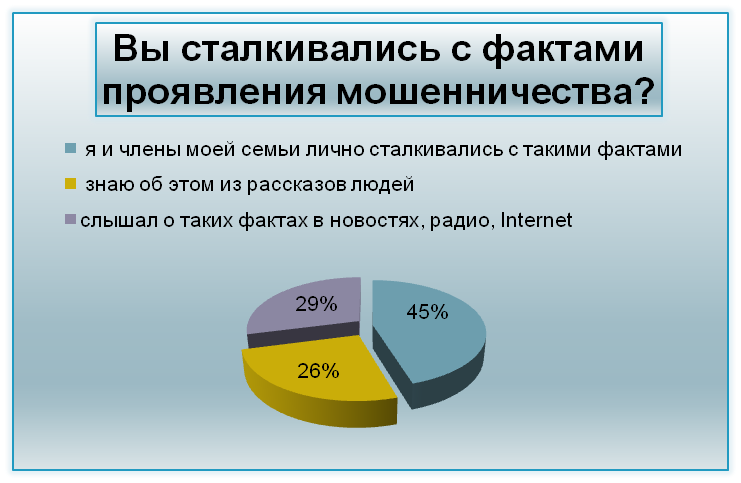 Вы сталкивались с фактами
проявления мошенничества?
я и члены моей семьи лично сталкивались с такими фактами
знаю об этом из рассказов людей
слышал о таких фактах в новостях, радио, Internet
29%
45%
26%